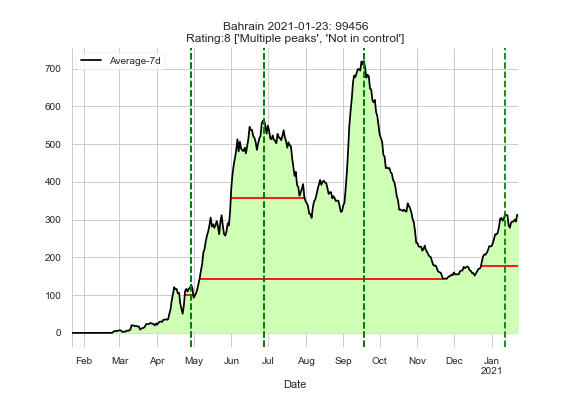 Bahrain 2021-01-23: 99456
Rating:8 ['Multiple peaks', 'Not in control']
Average-7d
700
600
500
400
300
200
100
0
Feb Mar Apr May Jun Jul Aug Sep Oct Nov Dec Jan
2021
Date